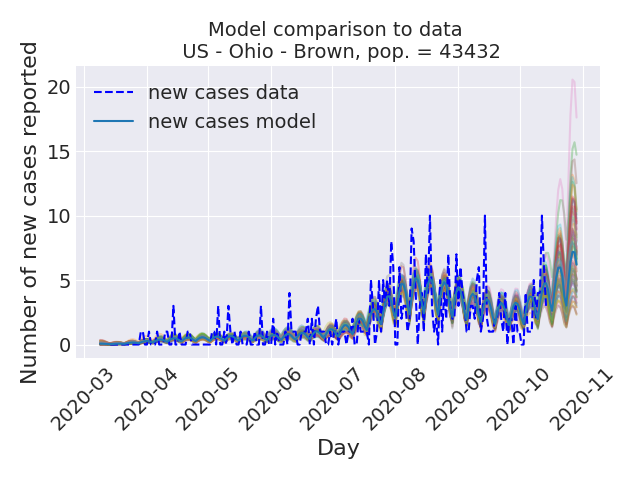 Model comparison to data
US - Ohio - Brown, pop. = 43432
Number of new cases reported
20
15
10
5
0
new cases data
new cases model
2020-03
2020-04
2020-05
2020-06
2020-07
2020-08
2020-09
2020-10
2020-11
Day